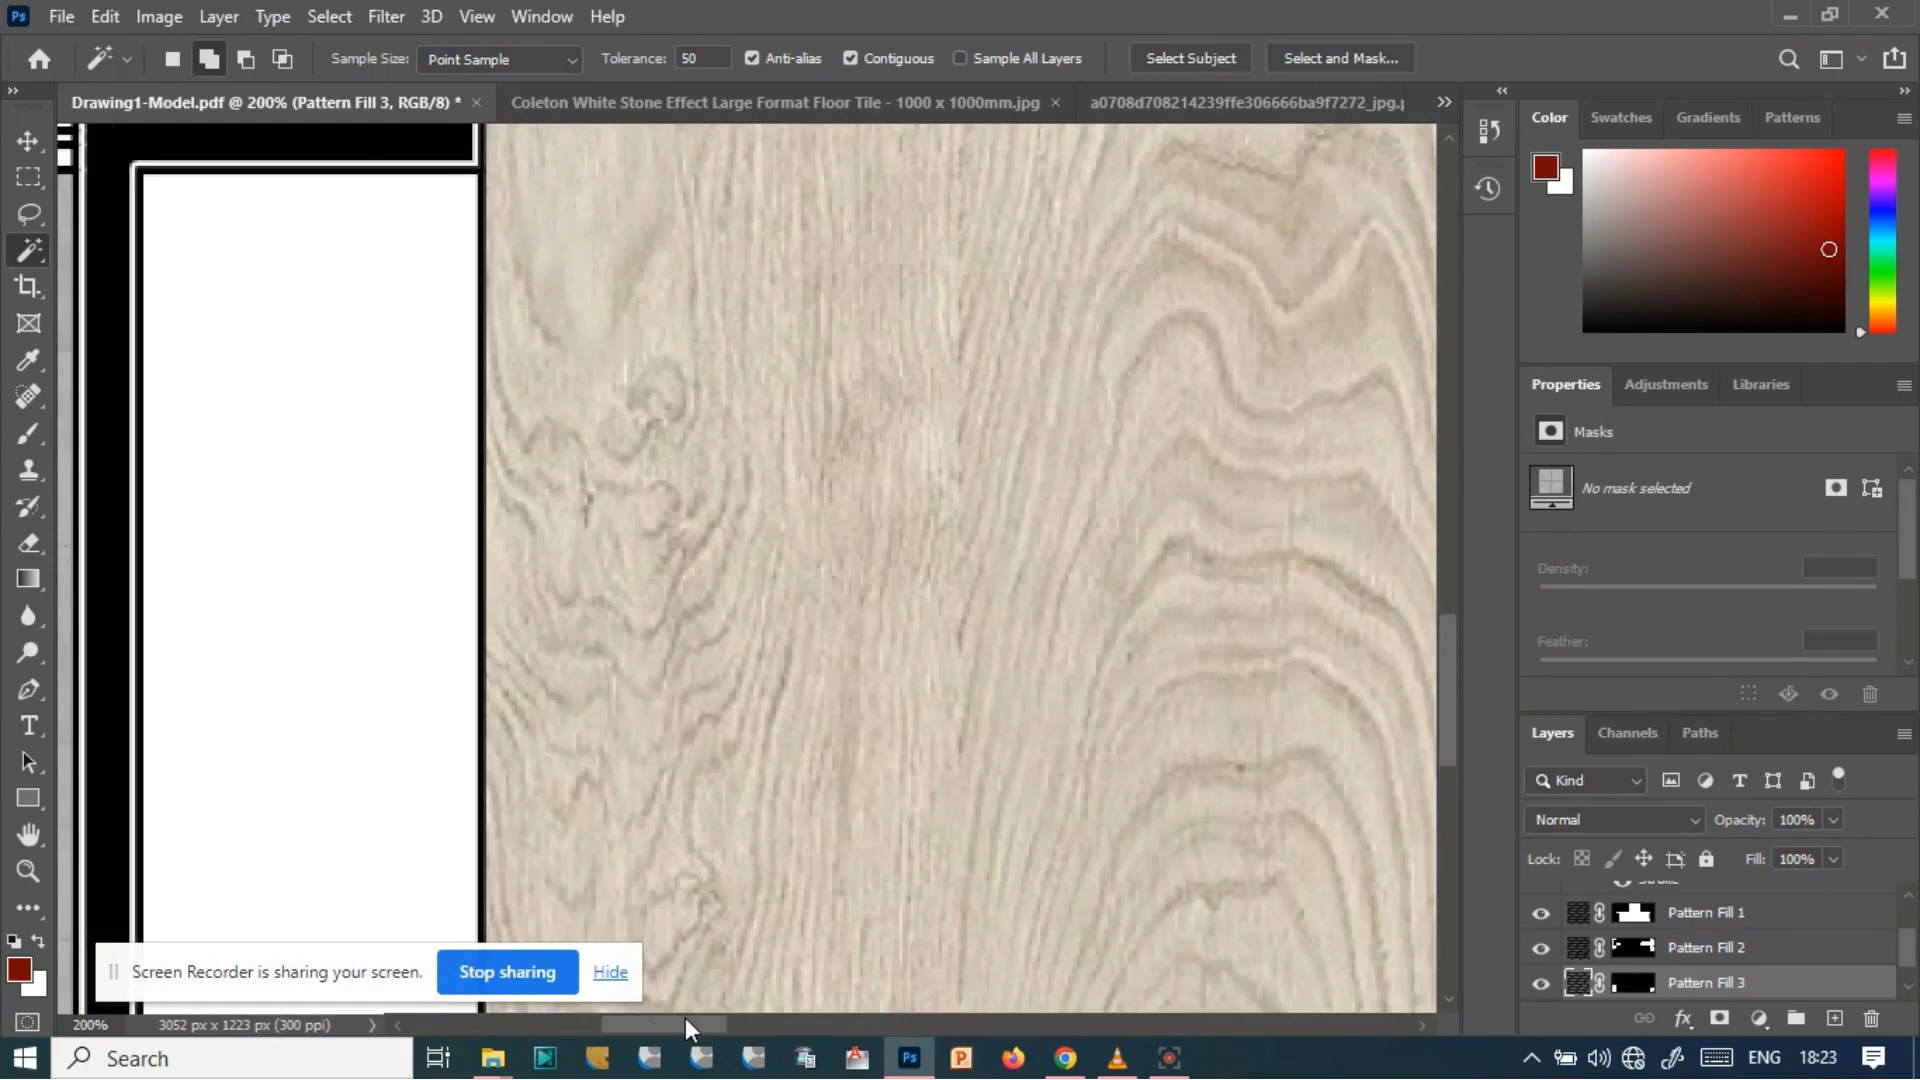 Ps File Edit Image Layer Type Select Filter 3D View Window Help
Sample Size: Point Sample Tolerance: 50 Anti-alias Contiguous Sample All Layers Select Subject Select and Mask...
Drawing1-Model.pdf @ 200% (Pattern Fill 3, RGB/8) * × Coleton White Stone Effect Large Format Floor Tile - 1000 x 1000mm.jpg × a0708d708214239ffe306666ba9f7272_jpg.j
Color Swatches Gradients Patterns
Properties Adjustments Libraries
Masks
No mask selected
Density:
Feather:
Layers Channels Paths
Kind
Normal Opacity: 100%
Lock: Fill: 100%
Stroke
Pattern Fill 1
Pattern Fill 2
Pattern Fill 3
Screen Recorder is sharing your screen. Stop sharing Hide
200% 3052 px x 1223 px (300 ppi)
Search Ps ENG 18:23